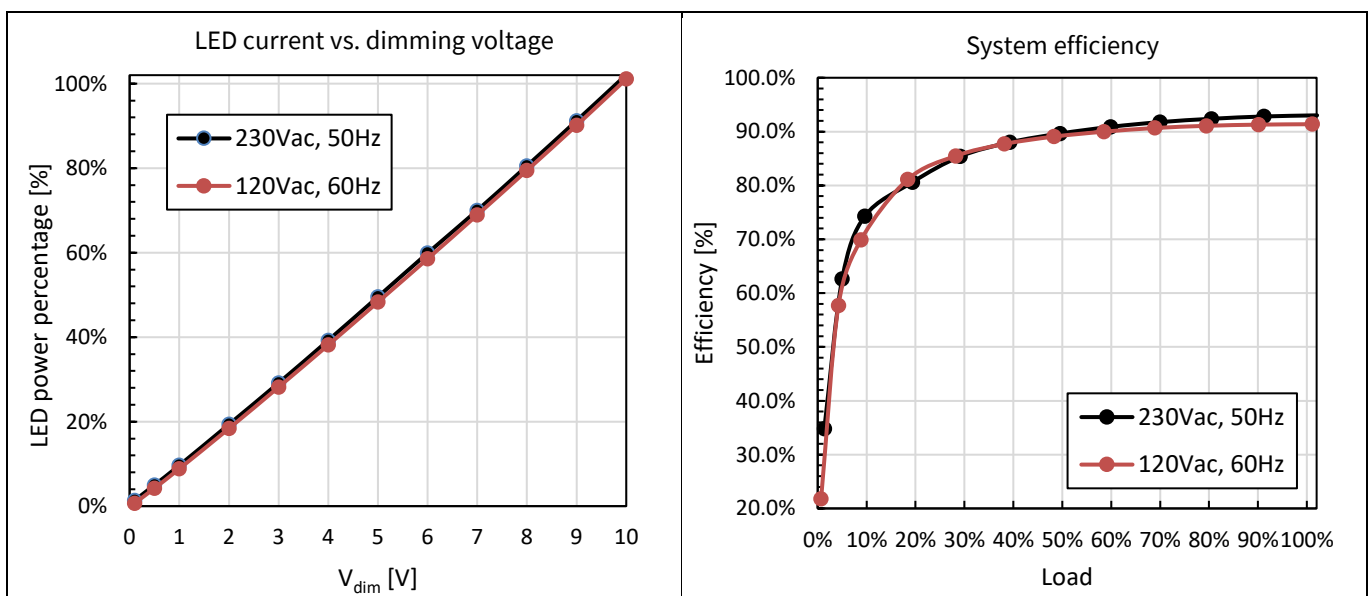 LED current vs. dimming voltage
100%
80%
60%
40%
20%
0%
LED power percentage [%]
230Vac, 50Hz
120Vac, 60Hz
0 1 2 3 4 5 6 7 8 9 10
Vdim [V]
System efficiency
100.0%
90.0%
80.0%
70.0%
60.0%
50.0%
40.0%
30.0%
20.0%
Efficiency [%]
230Vac, 50Hz
120Vac, 60Hz
0% 10% 20% 30% 40% 50% 60% 70% 80% 90% 100%
Load